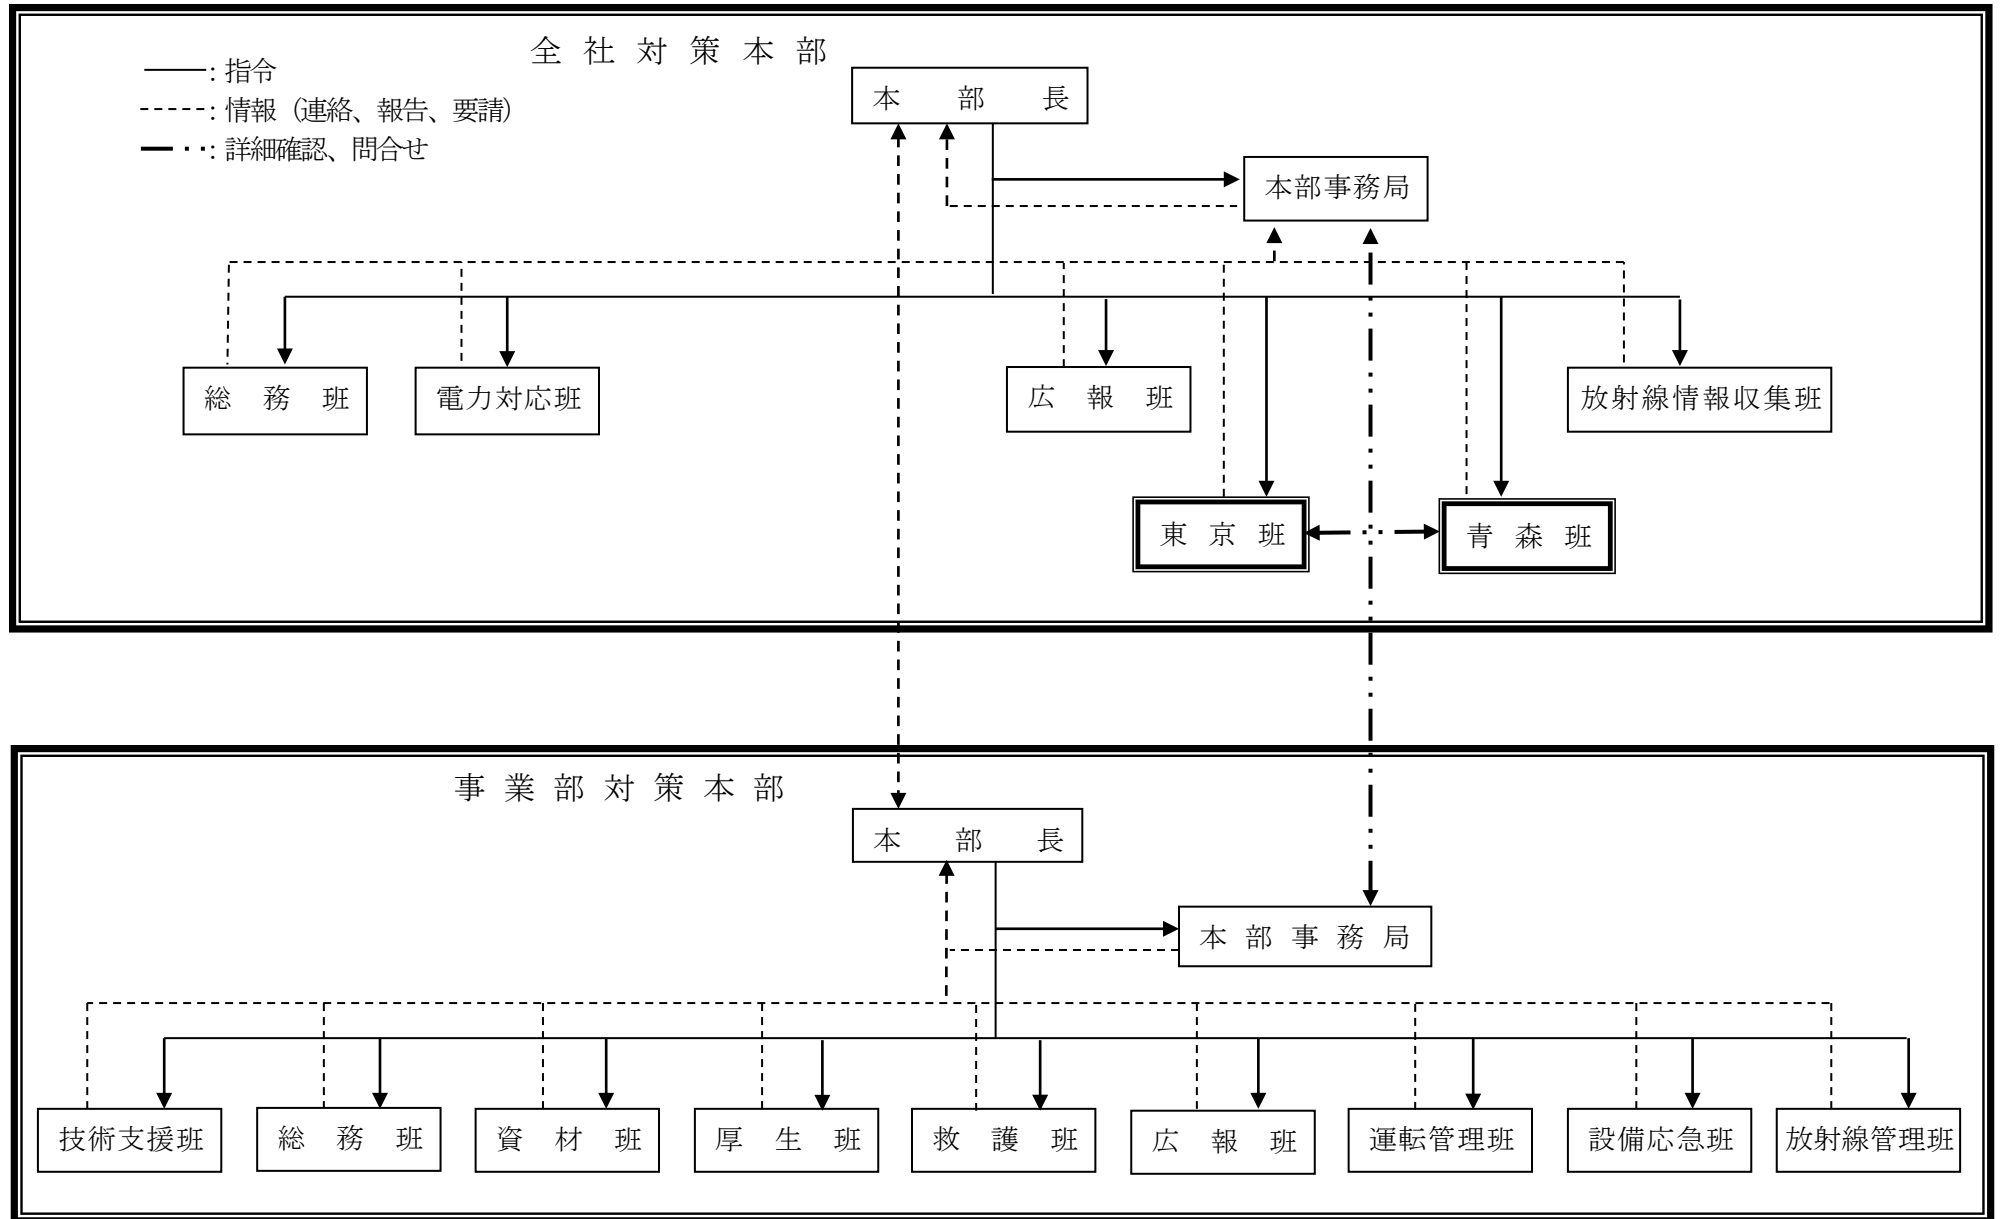 全社対策本部
：指令
：情報（連絡、報告、要請）
：詳細確認、問合せ
本部長
本部事務局
総務班
電力対応班
広報班
放射線情報収集班
東京班
青森班
事業部対策本部
本部長
本部事務局
技術支援班
総務班
資材班
厚生班
救護班
広報班
運転管理班
設備応急班
放射線管理班